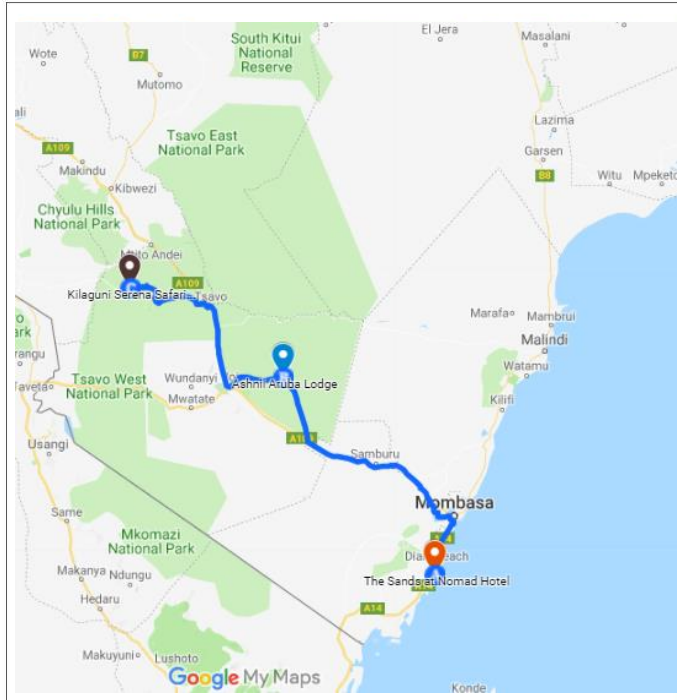 South Kitui
National
Reserve
El Jera
Masalani
Wote
B7
Mutomo
Tsavo East
National Park
Lazima
Garsen
A109
Makindu
Kibwezi
B8
Witu
Mpeketo
Chyulu Hills
National Park
Mtito Andei
A109
Kilaguni Serena Safari...
Tsavo
Marafa
Mambrui
Malindi
Watamu
Ashnil Aruba Lodge
Wundanyi
Tsavo West
National Park
Mwatate
Taveta
Kilifi
Usangi
Samburu
Mombasa
Same
Mkomazi
National Park
Diani Beach
The Sands at Nomad Hotel
Makanya
Ndungu
Hedaru
A14
Makuyuni
Lushoto
Google My Maps
Konde